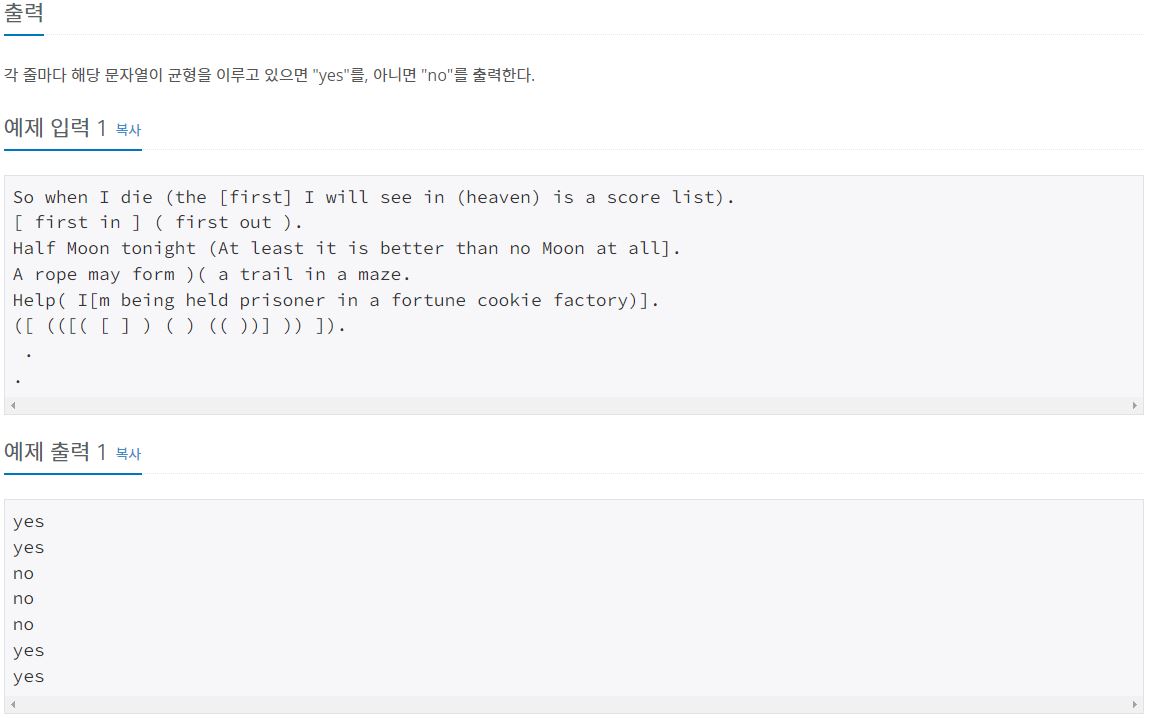 출력
각 줄마다 해당 문자열이 균형을 이루고 있으면 "yes"를, 아니면 "no"를 출력한다.
예제 입력 1 복사
So when I die (the [first] I will see in (heaven) is a score list).
[ first in ] ( first out ).
Half Moon tonight (At least it is better than no Moon at all].
A rope may form )( a trail in a maze.
Help( I[m being held prisoner in a fortune cookie factory)].
([ (([( [ ] ) ( ) (( ))] )) ]).
 .
.
예제 출력 1 복사
yes
yes
no
no
no
yes
yes